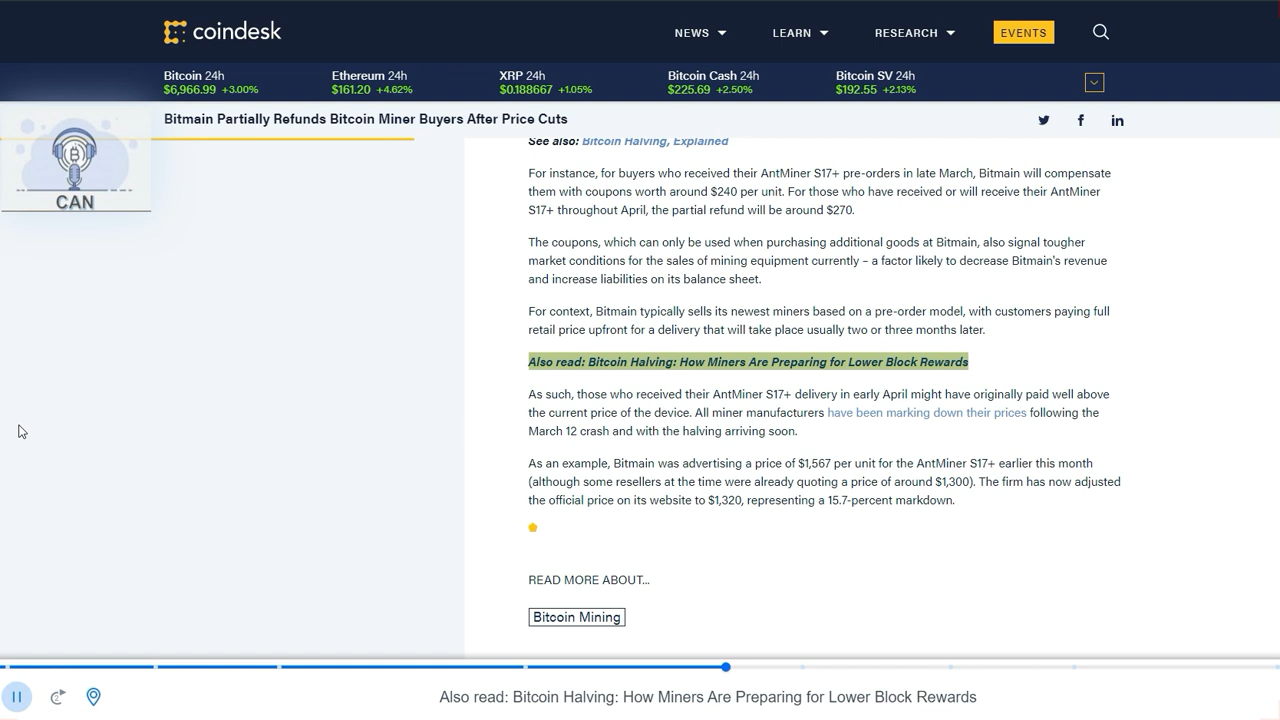 coindesk
NEWS
LEARN
RESEARCH
EVENTS
Bitcoin 24h
$6,966.99 +3.00%
Ethereum 24h
$161.20 +4.62%
XRP 24h
$0.188667 +1.05%
Bitcoin Cash 24h
$225.69 +2.50%
Bitcoin SV 24h
$192.55 +2.13%
Bitmain Partially Refunds Bitcoin Miner Buyers After Price Cuts
CAN
See also: Bitcoin Halving, Explained
For instance, for buyers who received their AntMiner S17+ pre-orders in late March, Bitmain will compensate
them with coupons worth around $240 per unit. For those who have received or will receive their AntMiner
S17+ throughout April, the partial refund will be around $270.
The coupons, which can only be used when purchasing additional goods at Bitmain, also signal tougher
market conditions for the sales of mining equipment currently – a factor likely to decrease Bitmain's revenue
and increase liabilities on its balance sheet.
For context, Bitmain typically sells its newest miners based on a pre-order model, with customers paying full
retail price upfront for a delivery that will take place usually two or three months later.
Also read: Bitcoin Halving: How Miners Are Preparing for Lower Block Rewards
As such, those who received their AntMiner S17+ delivery in early April might have originally paid well above
the current price of the device. All miner manufacturers have been marking down their prices following the
March 12 crash and with the halving arriving soon.
As an example, Bitmain was advertising a price of $1,567 per unit for the AntMiner S17+ earlier this month
(although some resellers at the time were already quoting a price of around $1,300). The firm has now adjusted
the official price on its website to $1,320, representing a 15.7-percent markdown.
READ MORE ABOUT...
Bitcoin Mining
Also read: Bitcoin Halving: How Miners Are Preparing for Lower Block Rewards